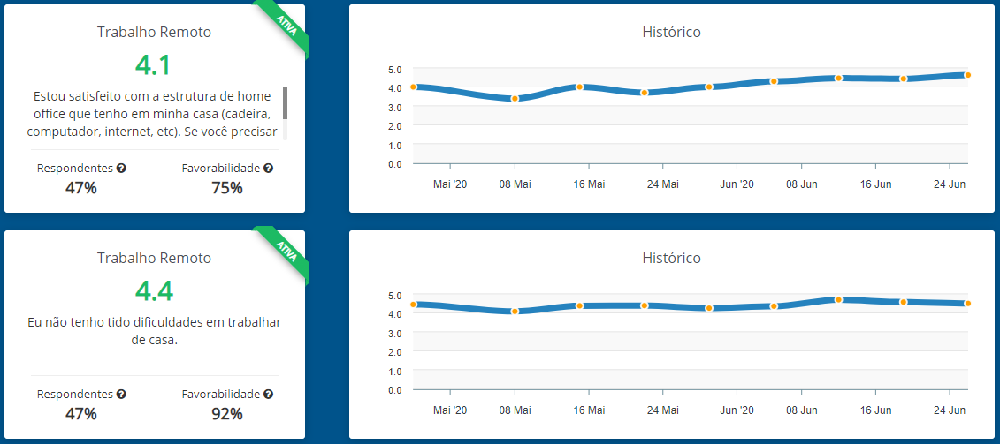 Trabalho Remoto
ATIVA
4.1
Estou satisfeito com a estrutura de home
office que tenho em minha casa (cadeira,
computador, internet, etc). Se você precisar
Respondentes ?
47%
Favorabilidade ?
75%
Histórico
5.0
4.0
3.0
2.0
1.0
0.0
Mai '20 08 Mai 16 Mai 24 Mai Jun '20 08 Jun 16 Jun 24 Jun
Trabalho Remoto
ATIVA
4.4
Eu não tenho tido dificuldades em trabalhar
de casa.
Respondentes ?
47%
Favorabilidade ?
92%
Histórico
5.0
4.0
3.0
2.0
1.0
0.0
Mai '20 08 Mai 16 Mai 24 Mai Jun '20 08 Jun 16 Jun 24 Jun